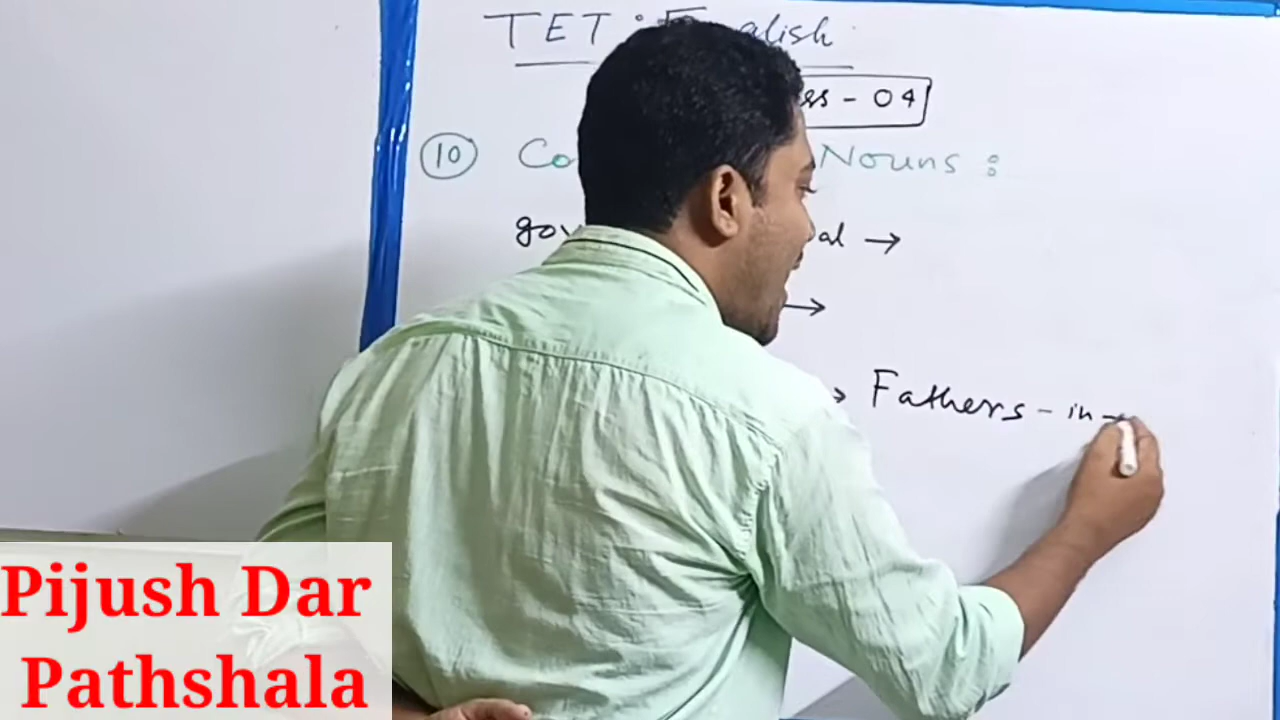 TET : English
ss - 04
10 Co Nouns :
gov al →
→
→ Fathers - in -
Pijush Dar
Pathshala